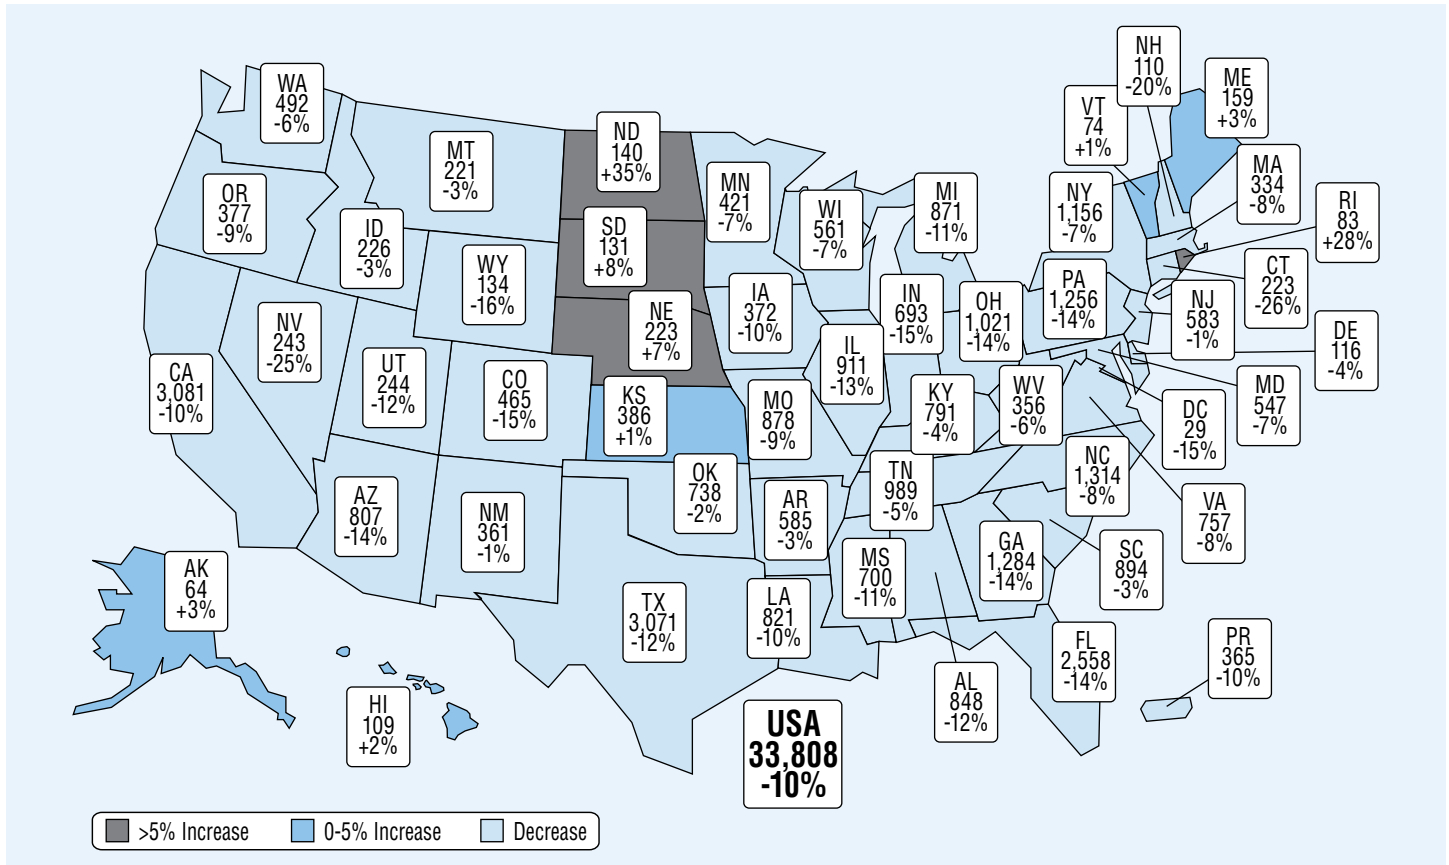 NH
110
-20%
ME
159
+3%
WA
492
-6%
VT
74
+1%
ND
140
+35%
MT
221
-3%
MA
334
-8%
MN
421
-7%
NY
1,156
-7%
MI
871
-11%
OR
377
-9%
WI
561
-7%
RI
83
+28%
ID
226
-3%
SD
131
+8%
WY
134
-16%
CT
223
-26%
PA
1,256
-14%
IA
372
-10%
IN
693
-15%
OH
1,021
-14%
NJ
583
-1%
NE
223
+7%
NV
243
-25%
DE
116
-4%
IL
911
-13%
UT
244
-12%
CA
3,081
-10%
CO
465
-15%
KS
386
+1%
MO
878
-9%
KY
791
-4%
WV
356
-6%
MD
547
-7%
DC
29
-15%
NC
1,314
-8%
OK
738
-2%
TN
989
-5%
AZ
807
-14%
NM
361
-1%
AR
585
-3%
VA
757
-8%
GA
1,284
-14%
SC
894
-3%
MS
700
-11%
AK
64
+3%
TX
3,071
-12%
LA
821
-10%
FL
2,558
-14%
PR
365
-10%
AL
848
-12%
HI
109
+2%
USA
33,808
-10%
>5% Increase
0-5% Increase
Decrease